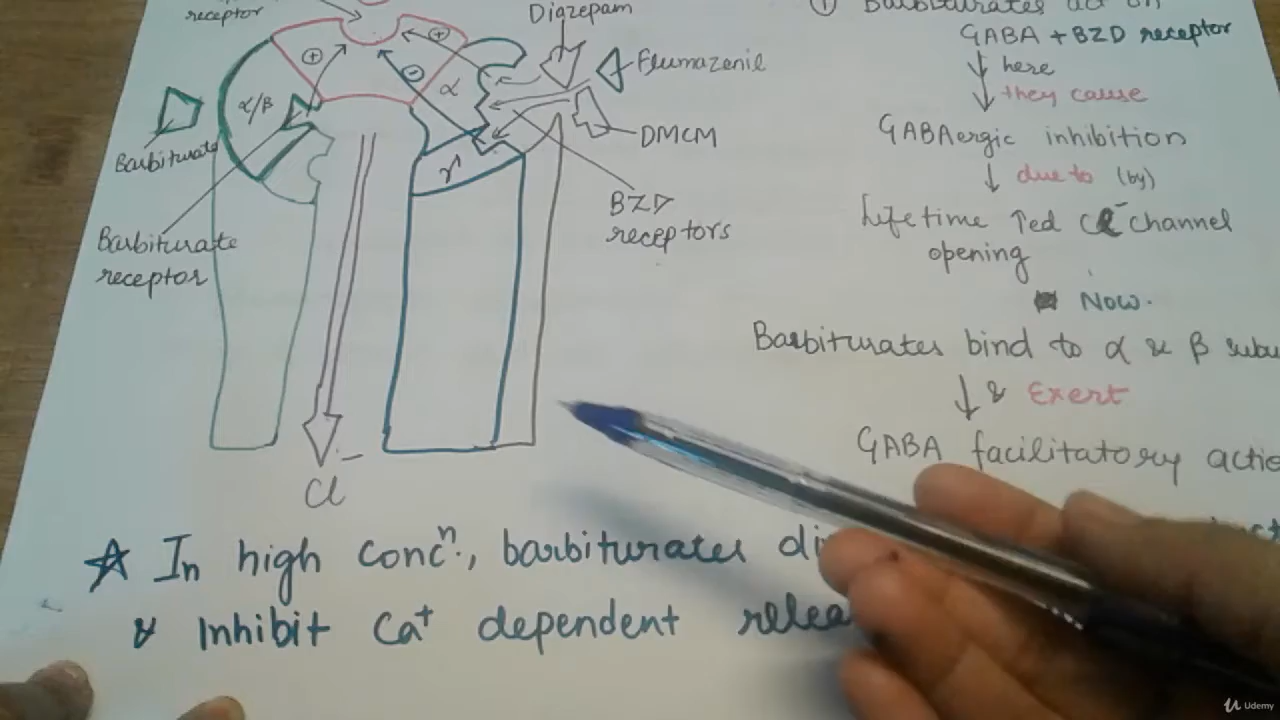 receptor
Diazepam
α/β
α
Flumazenil
DMCM
Barbiturate
γ
BZD
receptors
Barbiturate
receptor
Cl⁻
① Barbiturates act on
GABA + BZD receptor
↓ here
↓ they cause
GABAergic inhibition
↓ due to (by)
Lifetime ↑ed Cl⁻ channel
opening
Now.
Barbiturates bind to α & β
↓ & Exert
GABA facilitatory
☆ In high concⁿ., barbiturates
& inhibit Ca⁺ dependent
Udemy